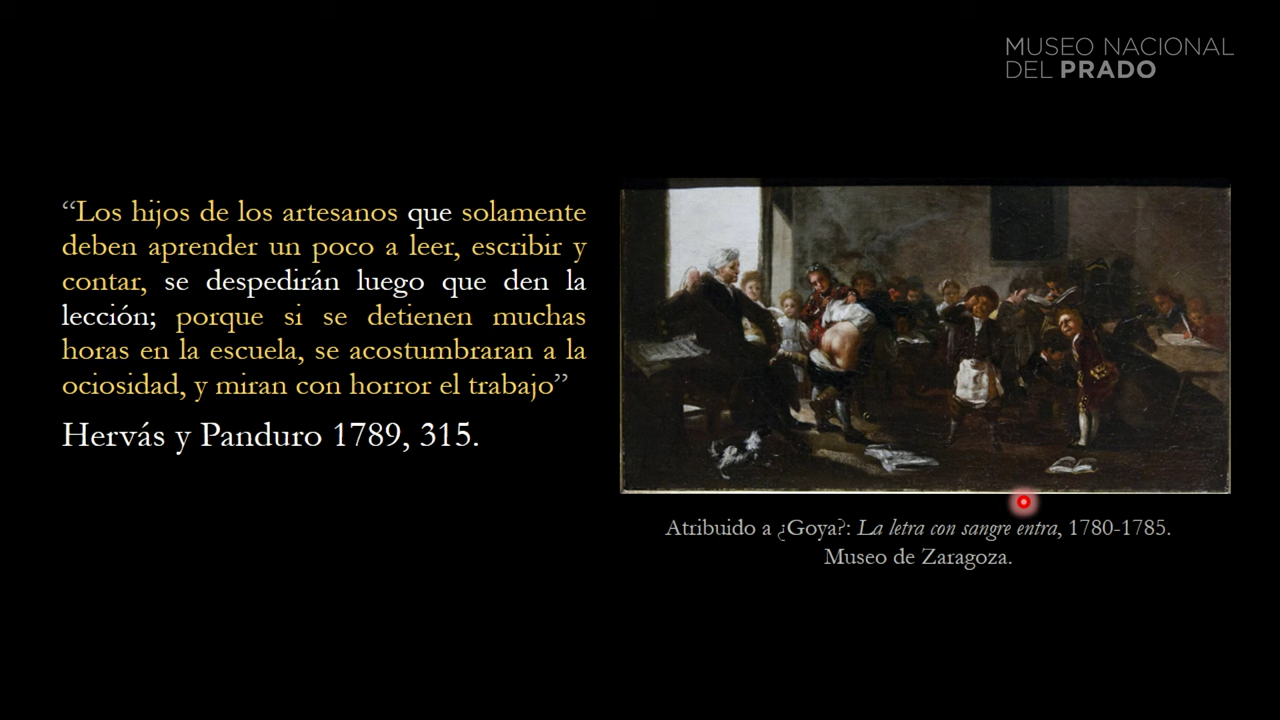 MUSEO NACIONAL
DEL PRADO
“Los hijos de los artesanos que solamente
deben aprender un poco a leer, escribir y
contar, se despedirán luego que den la
lección; porque si se detienen muchas
horas en la escuela, se acostumbraran a la
ociosidad, y miran con horror el trabajo”
Hervás y Panduro 1789, 315.
Atribuido a ¿Goya?: La letra con sangre entra, 1780-1785.
Museo de Zaragoza.